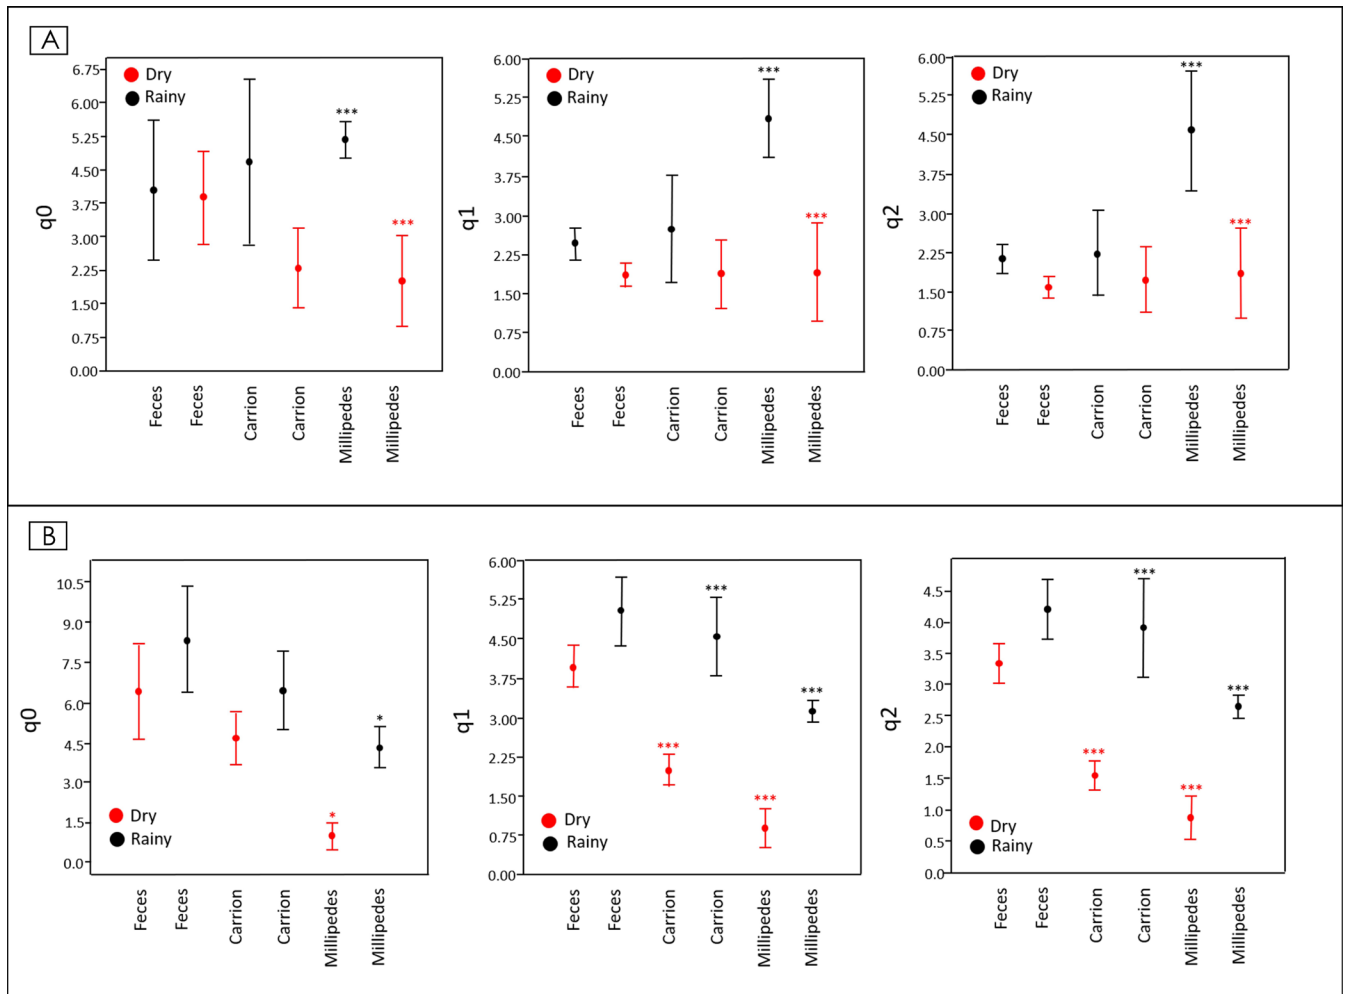 A
q0
6.75
6.00
5.25
4.50
3.75
3.00
2.25
1.50
0.75
0.00
Dry
Rainy
***
***
Feces
Feces
Carrion
Carrion
Millipedes
Millipedes
q1
6.00
5.25
4.50
3.75
3.00
2.25
1.50
0.75
0.00
Dry
Rainy
***
***
Feces
Feces
Carrion
Carrion
Millipedes
Millipedes
q2
6.00
5.25
4.50
3.75
3.00
2.25
1.50
0.75
0.00
Dry
Rainy
***
***
Feces
Feces
Carrion
Carrion
Millipedes
Millipedes
B
q0
10.5
9.0
7.5
6.0
4.5
3.0
1.5
0.0
*
*
Dry
Rainy
Feces
Feces
Carrion
Carrion
Millipedes
Millipedes
q1
6.00
5.25
4.50
3.75
3.00
2.25
1.50
0.75
0.00
***
***
***
***
Dry
Rainy
Feces
Feces
Carrion
Carrion
Millipedes
Millipedes
q2
4.5
4.0
3.5
3.0
2.5
2.0
1.5
1.0
0.5
0.0
***
***
***
***
Dry
Rainy
Feces
Feces
Carrion
Carrion
Millipedes
Millipedes